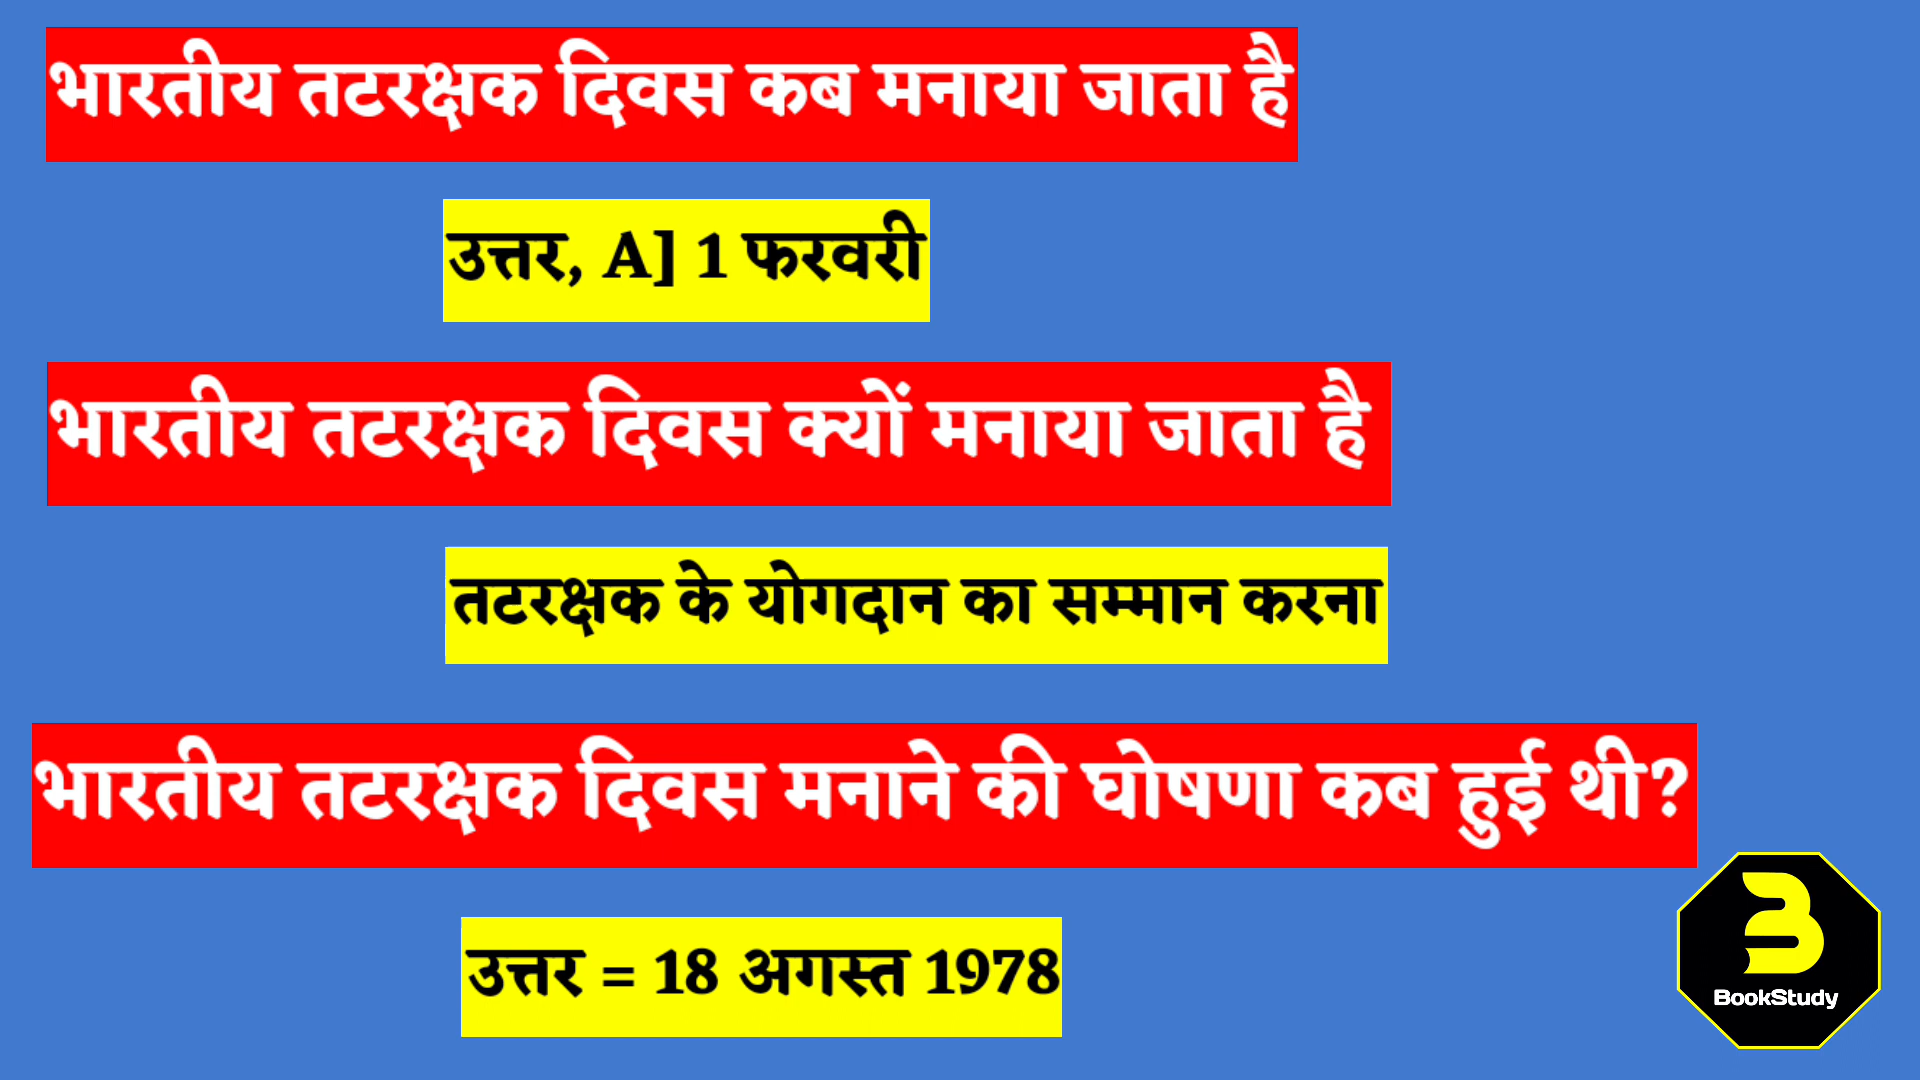 भारतीय तटरक्षक दिवस कब मनाया जाता है
उत्तर, A] 1 फरवरी
भारतीय तटरक्षक दिवस क्यों मनाया जाता है
तटरक्षक के योगदान का सम्मान करना
भारतीय तटरक्षक दिवस मनाने की घोषणा कब हुई थी?
उत्तर = 18 अगस्त 1978
BookStudy